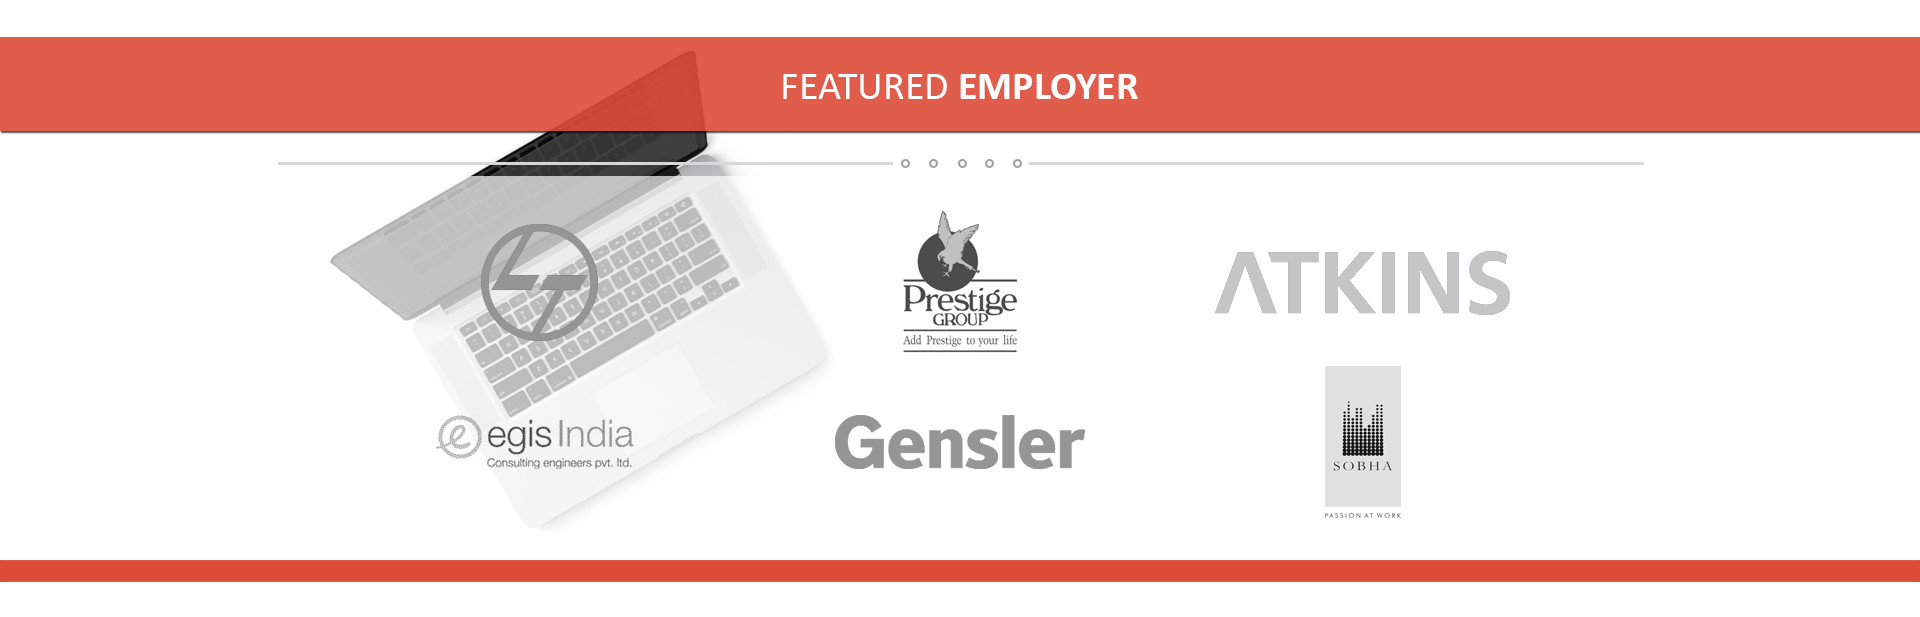 FEATURED EMPLOYER
LT
Prestige
GROUP
Add Prestige to your life
ATKINS
egis India
Consulting engineers pvt. ltd.
Gensler
SOBHA
PASSION AT WORK